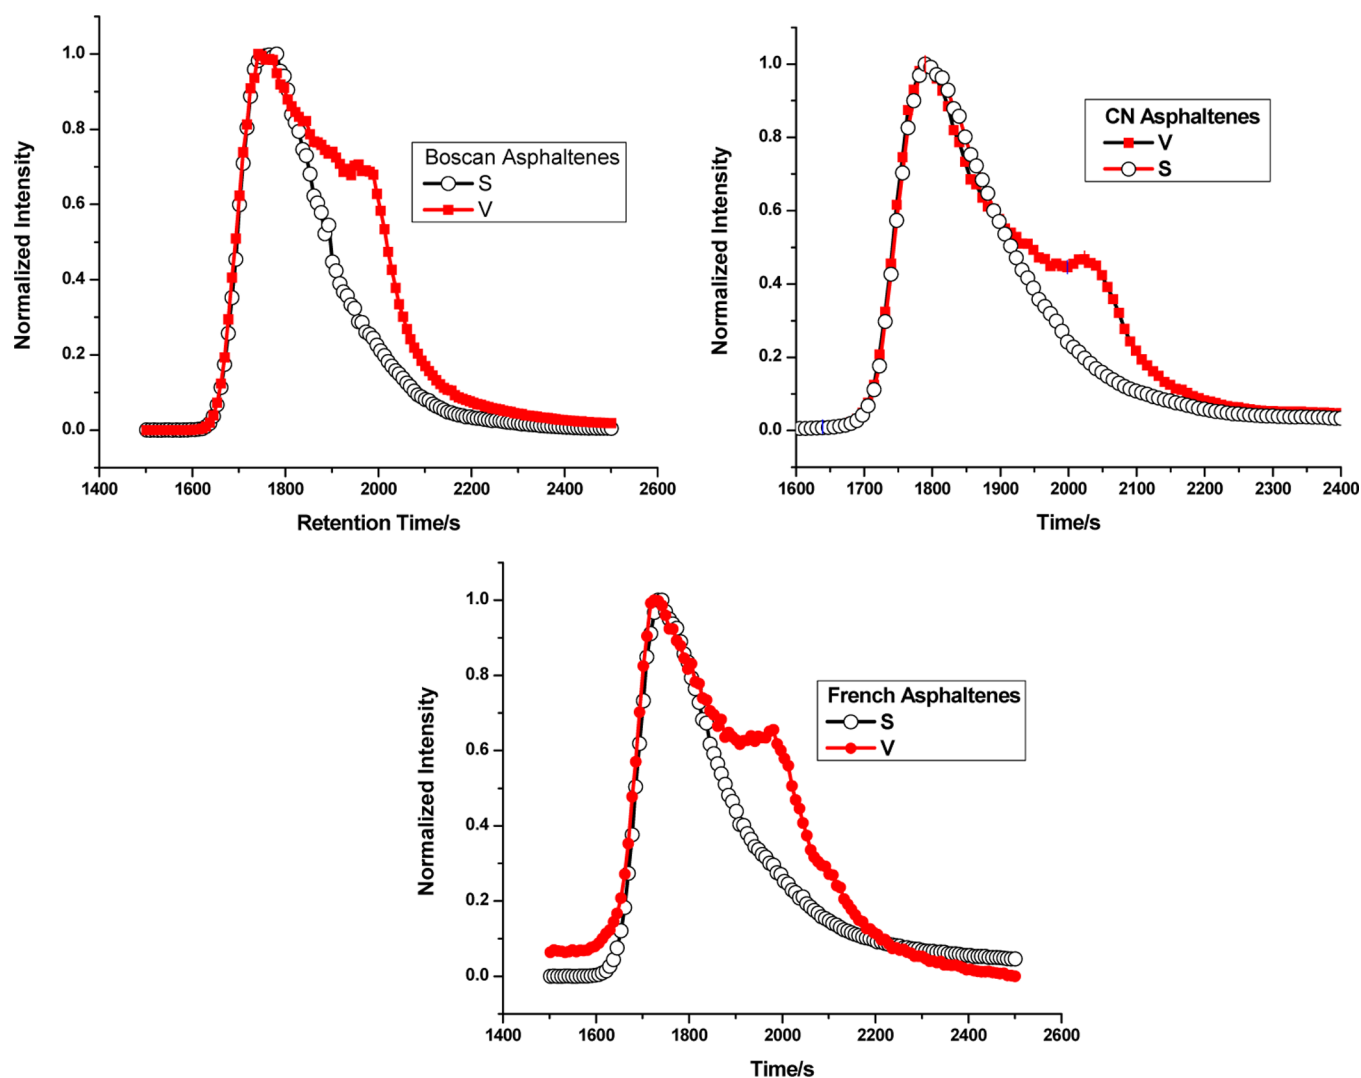 Normalized Intensity
1.0
0.8
0.6
0.4
0.2
0.0
Boscan Asphaltenes
S
V
1400 1600 1800 2000 2200 2400 2600
Retention Time/s
Normalized Intensity
1.0
0.8
0.6
0.4
0.2
0.0
CN Asphaltenes
V
S
1600 1700 1800 1900 2000 2100 2200 2300 2400
Time/s
Normalized Intensity
1.0
0.8
0.6
0.4
0.2
0.0
French Asphaltenes
S
V
1400 1600 1800 2000 2200 2400 2600
Time/s